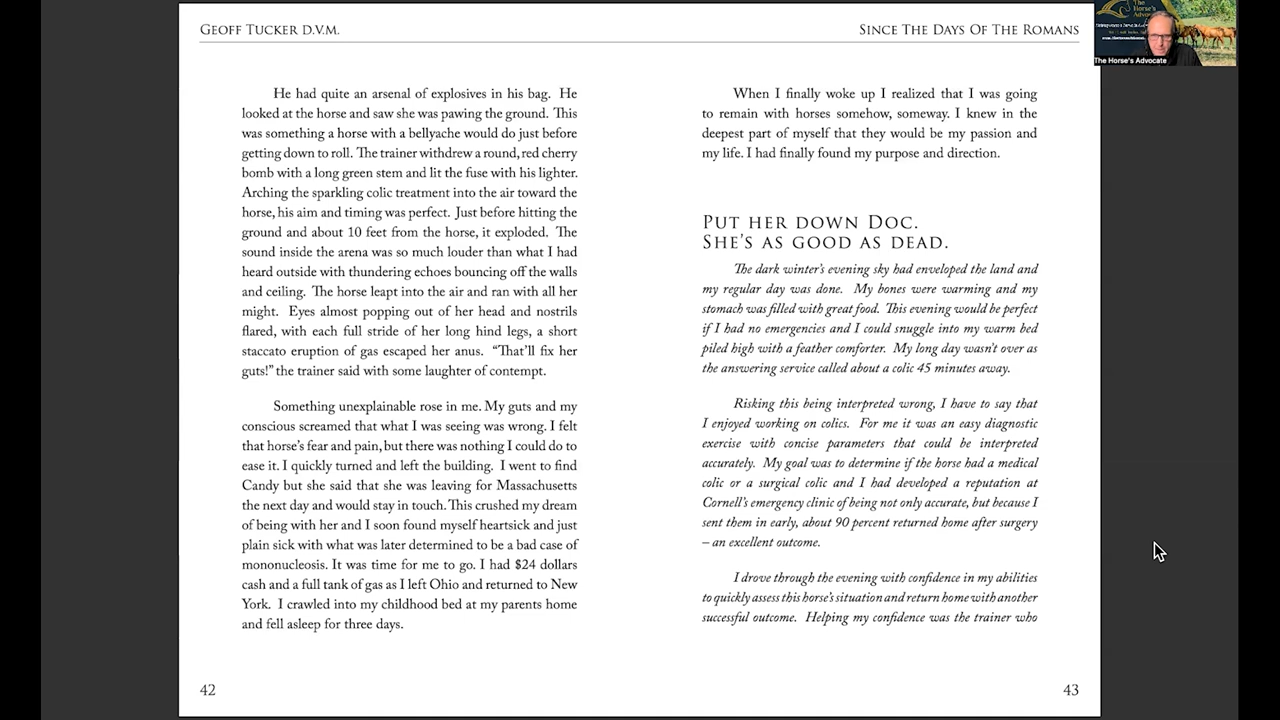 GEOFF TUCKER D.V.M.
SINCE THE DAYS OF THE ROMANS
He had quite an arsenal of explosives in his bag. He
looked at the horse and saw she was pawing the ground. This
was something a horse with a bellyache would do just before
getting down to roll. The trainer withdrew a round, red cherry
bomb with a long green stem and lit the fuse with his lighter.
Arching the sparkling colic treatment into the air toward the
horse, his aim and timing was perfect. Just before hitting the
ground and about 10 feet from the horse, it exploded. The
sound inside the arena was so much louder than what I had
heard outside with thundering echoes bouncing off the walls
and ceiling. The horse leapt into the air and ran with all her
might. Eyes almost popping out of her head and nostrils
flared, with each full stride of her long hind legs, a short
staccato eruption of gas escaped her anus. “That’ll fix her
guts!” the trainer said with some laughter of contempt.
Something unexplainable rose in me. My guts and my
conscious screamed that what I was seeing was wrong. I felt
that horse’s fear and pain, but there was nothing I could do to
ease it. I quickly turned and left the building. I went to find
Candy but she said that she was leaving for Massachusetts
the next day and would stay in touch. This crushed my dream
of being with her and I soon found myself heartsick and just
plain sick with what was later determined to be a bad case of
mononucleosis. It was time for me to go. I had $24 dollars
cash and a full tank of gas as I left Ohio and returned to New
York. I crawled into my childhood bed at my parents home
and fell asleep for three days.
42
When I finally woke up I realized that I was going
to remain with horses somehow, someway. I knew in the
deepest part of myself that they would be my passion and
my life. I had finally found my purpose and direction.
PUT HER DOWN DOC.
SHE’S AS GOOD AS DEAD.
The dark winter’s evening sky had enveloped the land and
my regular day was done. My bones were warming and my
stomach was filled with great food. This evening would be perfect
if I had no emergencies and I could snuggle into my warm bed
piled high with a feather comforter. My long day wasn’t over as
the answering service called about a colic 45 minutes away.
Risking this being interpreted wrong, I have to say that
I enjoyed working on colics. For me it was an easy diagnostic
exercise with concise parameters that could be interpreted
accurately. My goal was to determine if the horse had a medical
colic or a surgical colic and I had developed a reputation at
Cornell’s emergency clinic of being not only accurate, but because I
sent them in early, about 90 percent returned home after surgery
– an excellent outcome.
I drove through the evening with confidence in my abilities
to quickly assess this horse’s situation and return home with another
successful outcome. Helping my confidence was the trainer who
43
The
Horse's
The Horse's Advocate